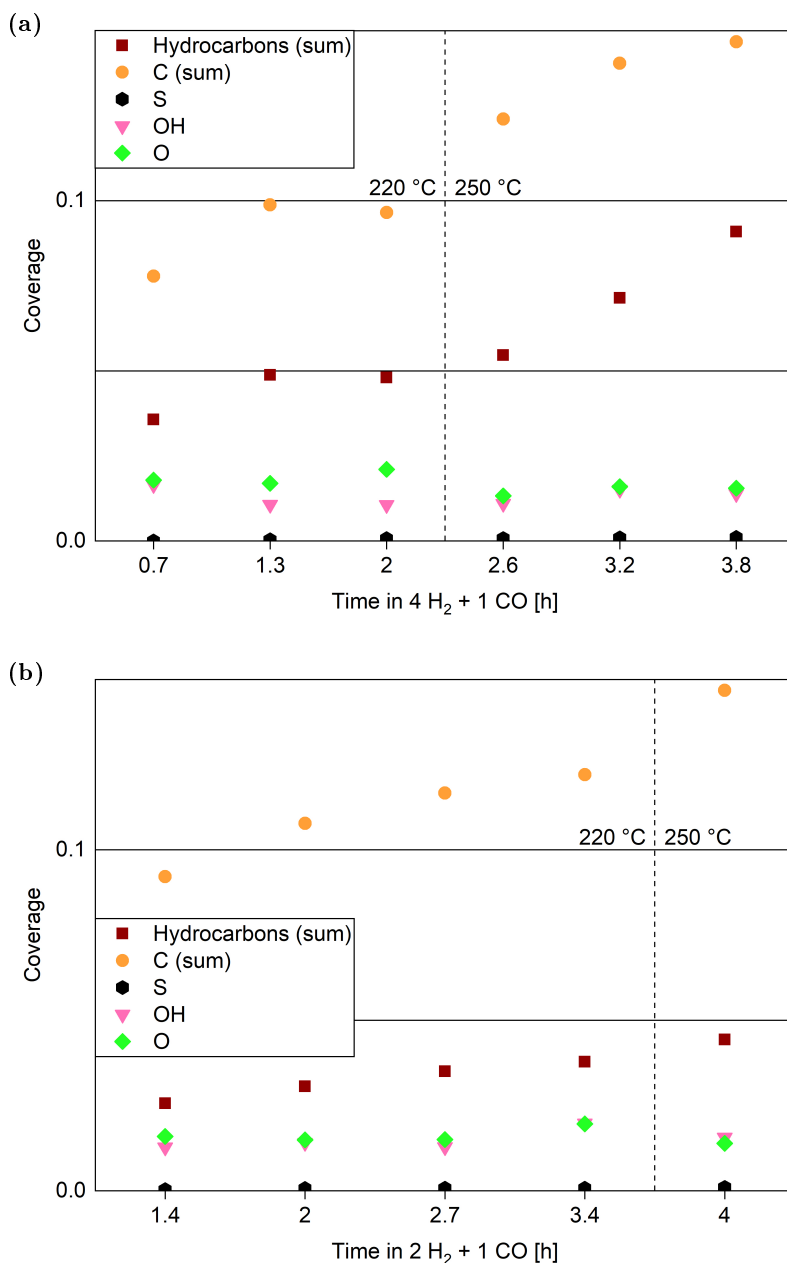 (a)
Hydrocarbons (sum)
C (sum)
S
OH
O
220 °C 250 °C
0.1
Coverage
0.0
0.7 1.3 2 2.6 3.2 3.8
Time in 4 H₂ + 1 CO [h]
(b)
220 °C 250 °C
0.1
Coverage
Hydrocarbons (sum)
C (sum)
S
OH
O
0.0
1.4 2 2.7 3.4 4
Time in 2 H₂ + 1 CO [h]